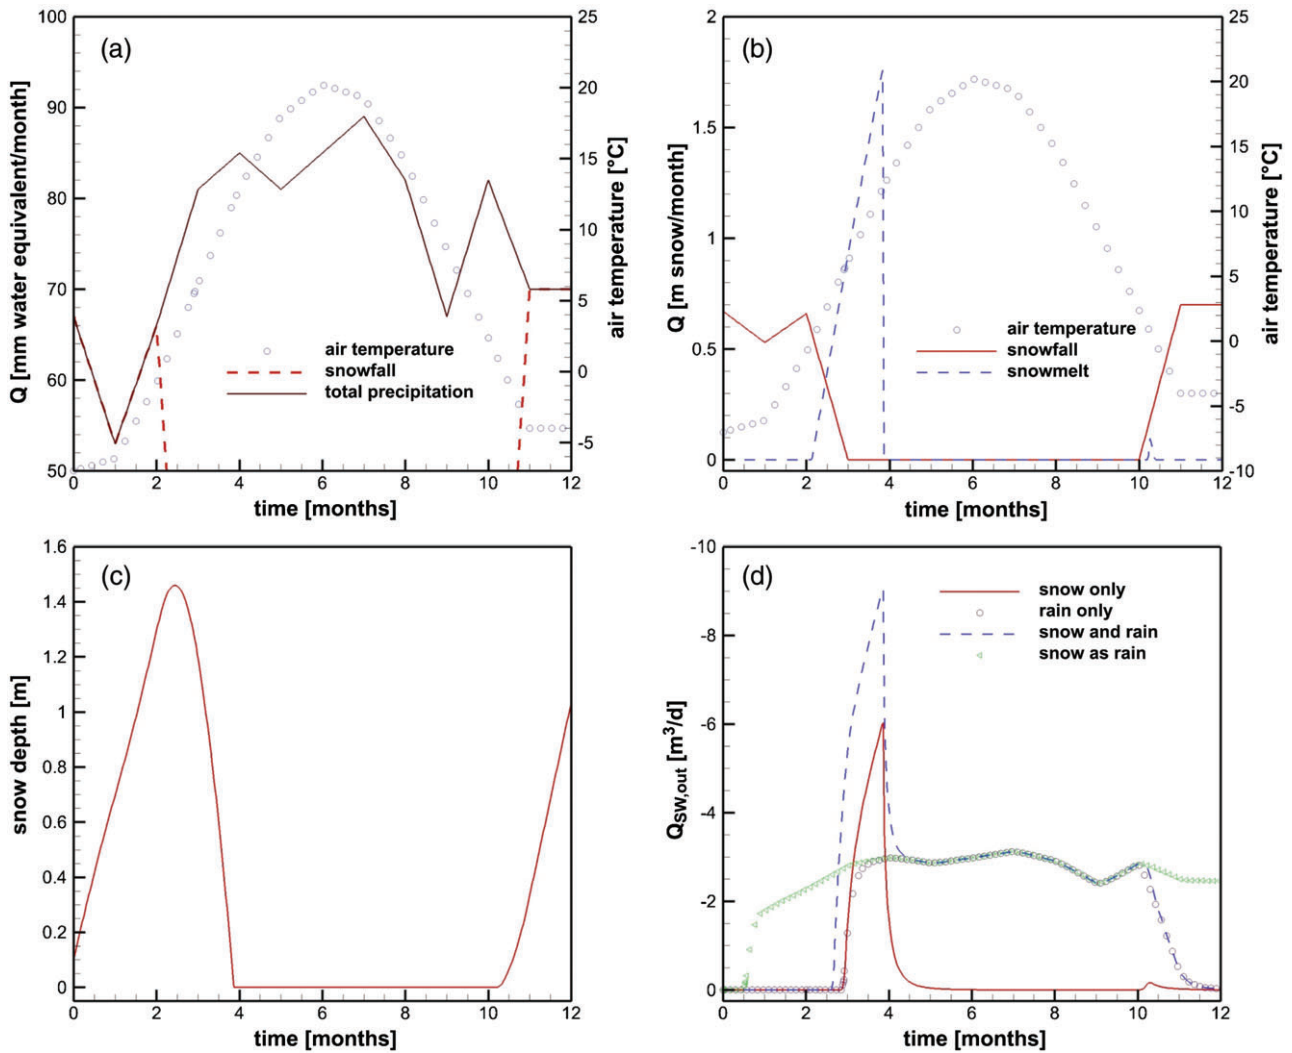 (a)
100
90
80
70
60
50
Q [mm water equivalent/month]
25
20
15
10
5
0
-5
air temperature [°C]
air temperature
snowfall
total precipitation
0 2 4 6 8 10 12
time [months]
(b)
2
1.5
1
0.5
0
Q [m snow/month]
25
20
15
10
5
0
-5
-10
air temperature [°C]
air temperature
snowfall
snowmelt
0 2 4 6 8 10 12
time [months]
(c)
1.6
1.4
1.2
1
0.8
0.6
0.4
0.2
0
snow depth [m]
0 2 4 6 8 10 12
time [months]
(d)
-10
-8
-6
-4
-2
0
QSW,out [m³/d]
snow only
rain only
snow and rain
snow as rain
0 2 4 6 8 10 12
time [months]